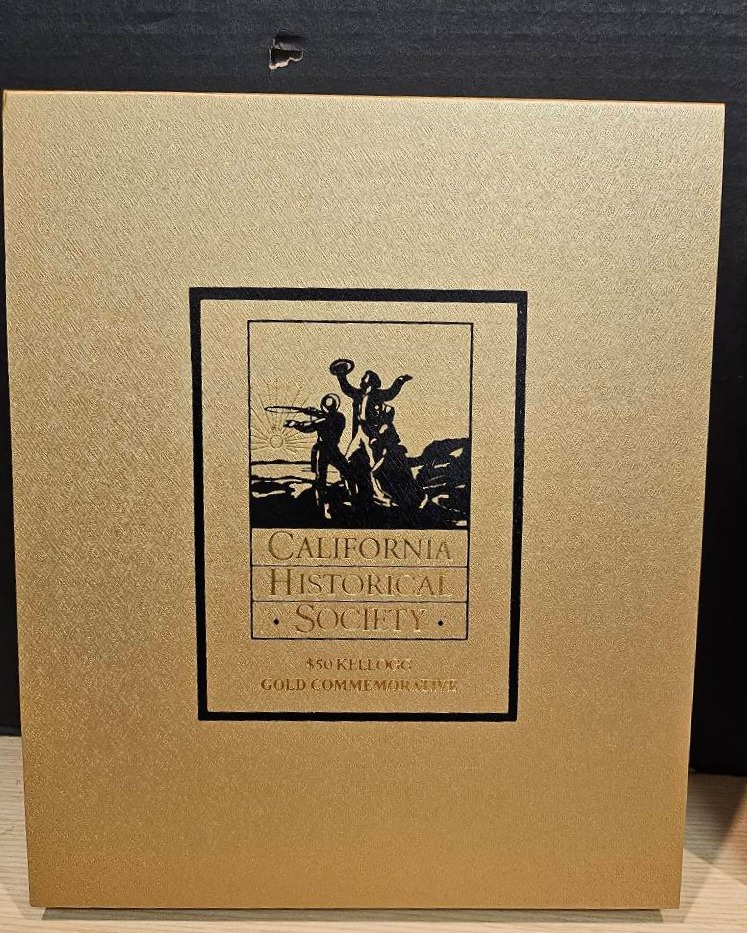 CALIFORNIA
HISTORICAL
· SOCIETY ·
$50 KELLOGG
GOLD COMMEMORATIVE